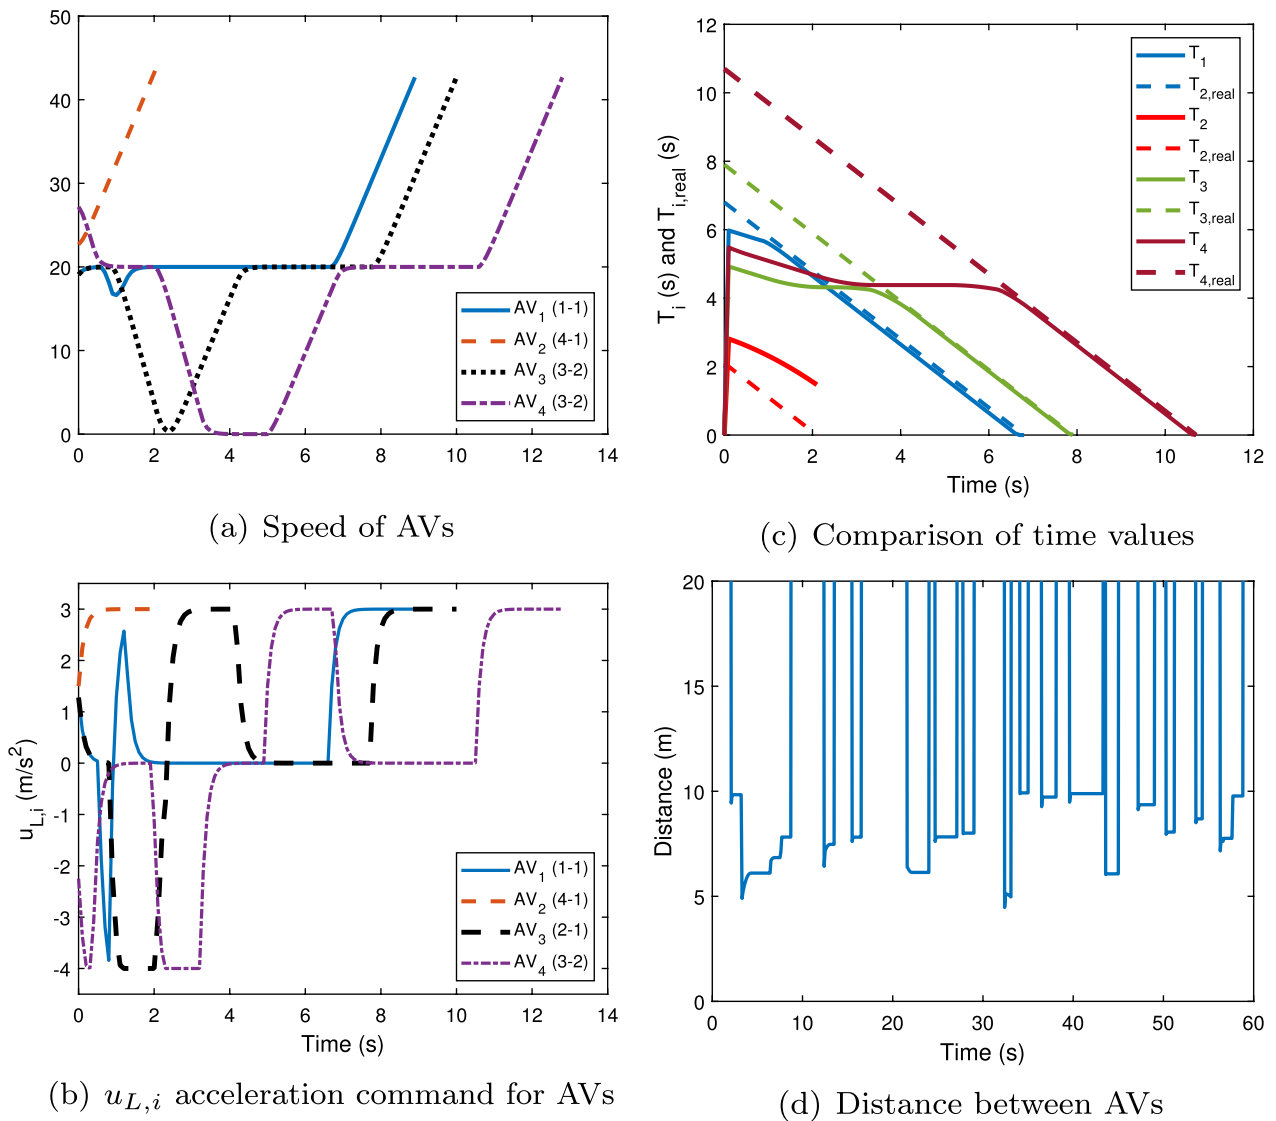 50
40
30
20
10
0
0 2 4 6 8 10 12 14
AV1 (1-1)
AV2 (4-1)
AV3 (3-2)
AV4 (3-2)
(a) Speed of AVs
12
10
8
6
4
2
0
0 2 4 6 8 10 12
Ti (s) and Ti,real (s)
Time (s)
T1
T2,real
T2
T2,real
T3
T3,real
T4
T4,real
(c) Comparison of time values
3
2
1
0
-1
-2
-3
-4
0 2 4 6 8 10 12 14
uL,i (m/s2)
Time (s)
AV1 (1-1)
AV2 (4-1)
AV3 (2-1)
AV4 (3-2)
(b) uL,i acceleration command for AVs
20
15
10
5
0
0 10 20 30 40 50 60
Distance (m)
Time (s)
(d) Distance between AVs